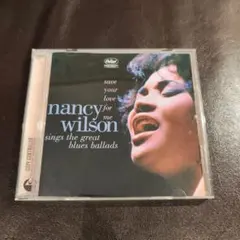 save
your
love
for
me
nancy
wilson
sings the great
blues ballads